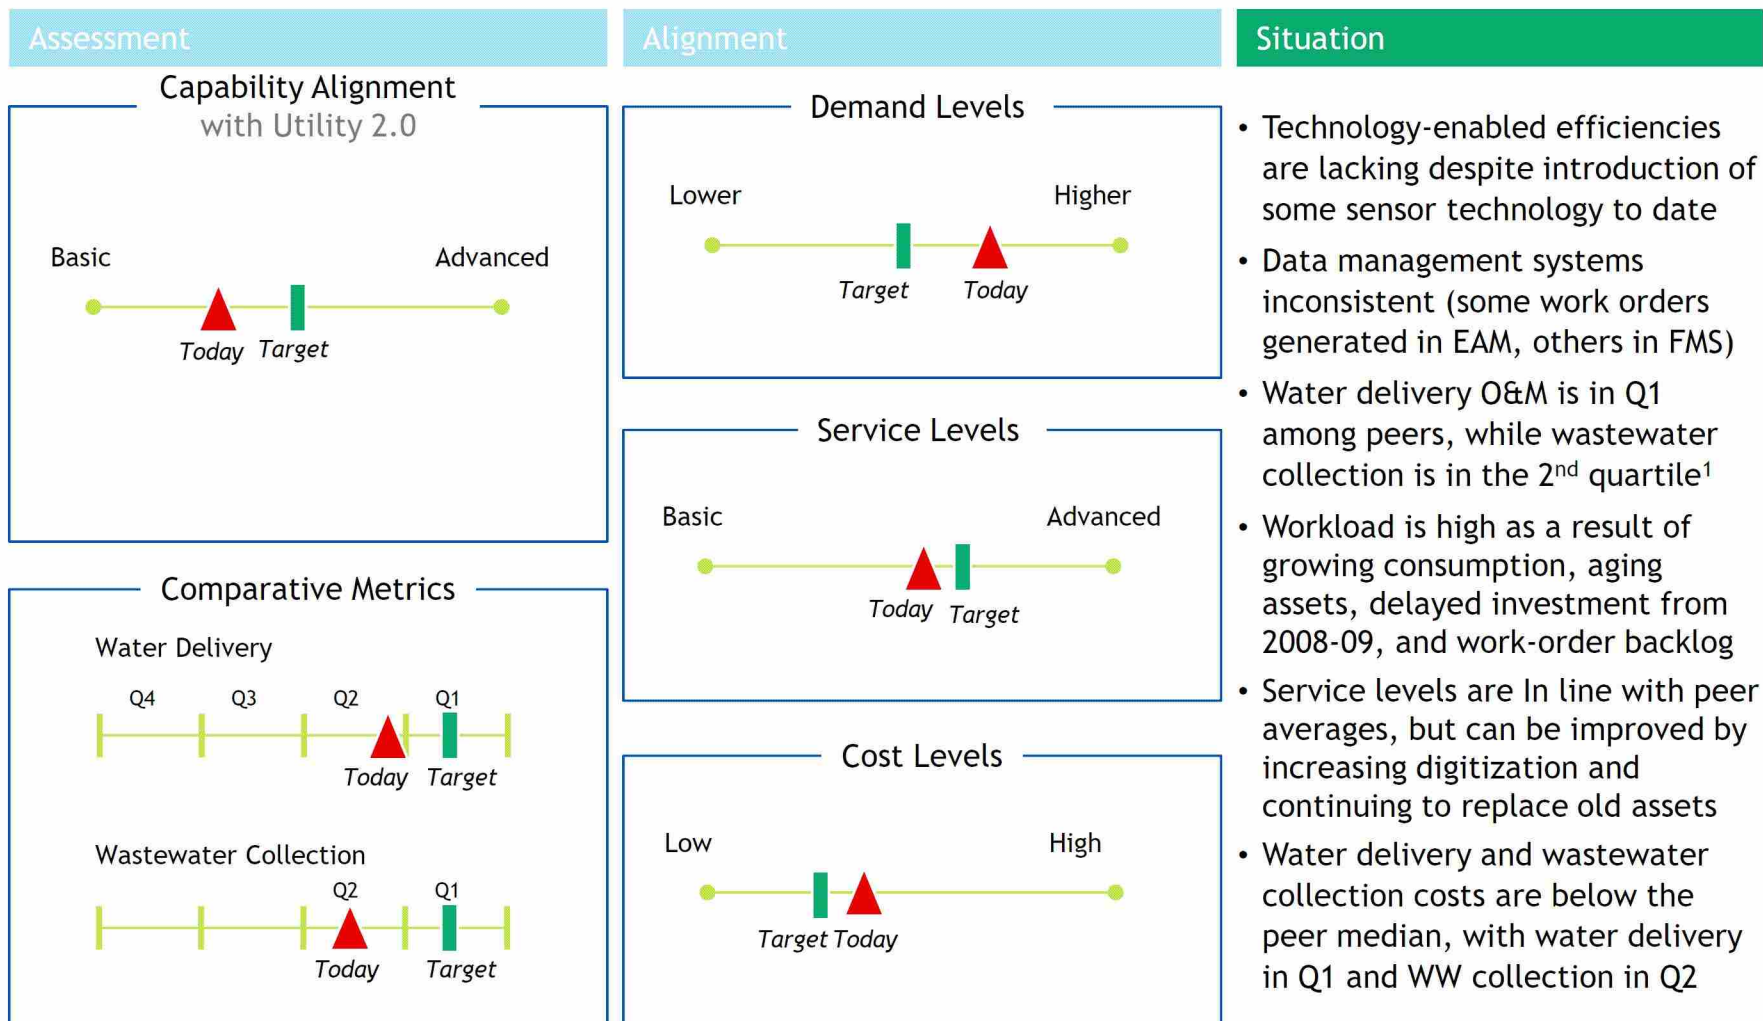 Assessment
Capability Alignment
with Utility 2.0
Basic
Advanced
Today
Target
Comparative Metrics
Water Delivery
Q4
Q3
Q2
Q1
Today
Target
Wastewater Collection
Q2
Q1
Today
Target
Alignment
Demand Levels
Lower
Higher
Target
Today
Service Levels
Basic
Advanced
Today
Target
Cost Levels
Low
High
Target
Today
Situation
• Technology-enabled efficiencies
are lacking despite introduction of
some sensor technology to date
• Data management systems
inconsistent (some work orders
generated in EAM, others in FMS)
• Water delivery O&M is in Q1
among peers, while wastewater
collection is in the 2nd quartile1
• Workload is high as a result of
growing consumption, aging
assets, delayed investment from
2008-09, and work-order backlog
• Service levels are In line with peer
averages, but can be improved by
increasing digitization and
continuing to replace old assets
• Water delivery and wastewater
collection costs are below the
peer median, with water delivery
in Q1 and WW collection in Q2